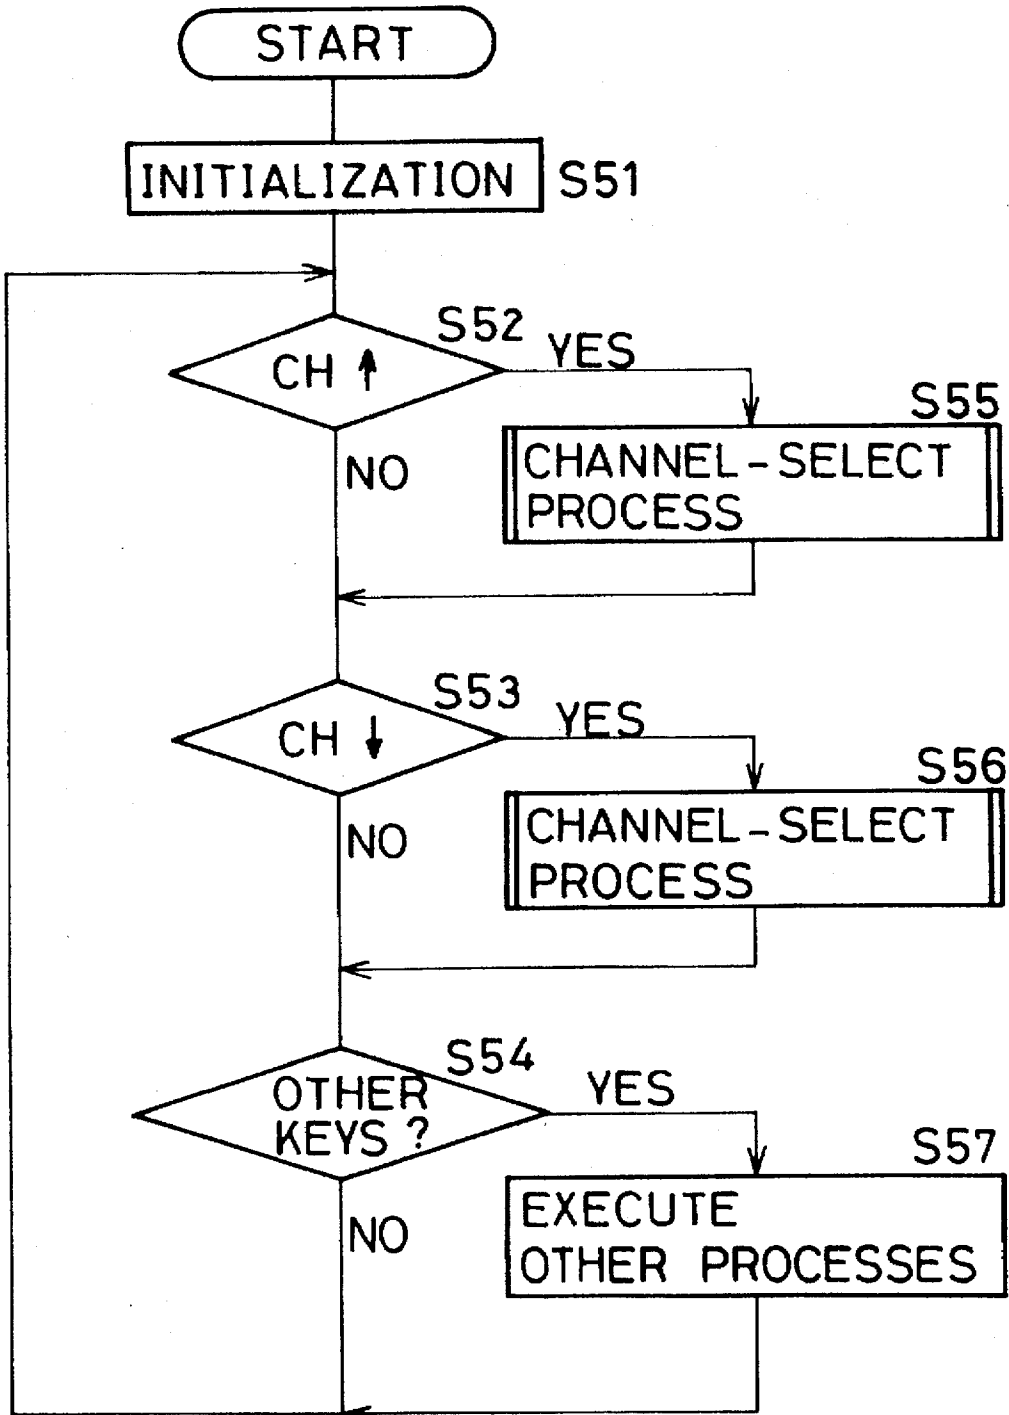 START
INITIALIZATION S51
S52
CH ↑
YES
S55
CHANNEL-SELECT
PROCESS
NO
S53
CH ↓
YES
S56
CHANNEL-SELECT
PROCESS
NO
S54
OTHER
KEYS ?
YES
S57
EXECUTE
OTHER PROCESSES
NO